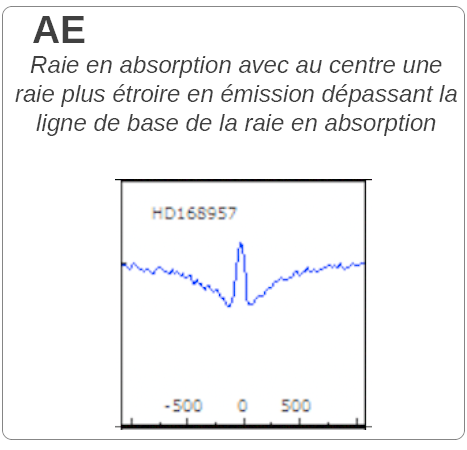 AE
Raie en absorption avec au centre une
raie plus étroire en émission dépassant la
ligne de base de la raie en absorption
HD168957
-500 0 500